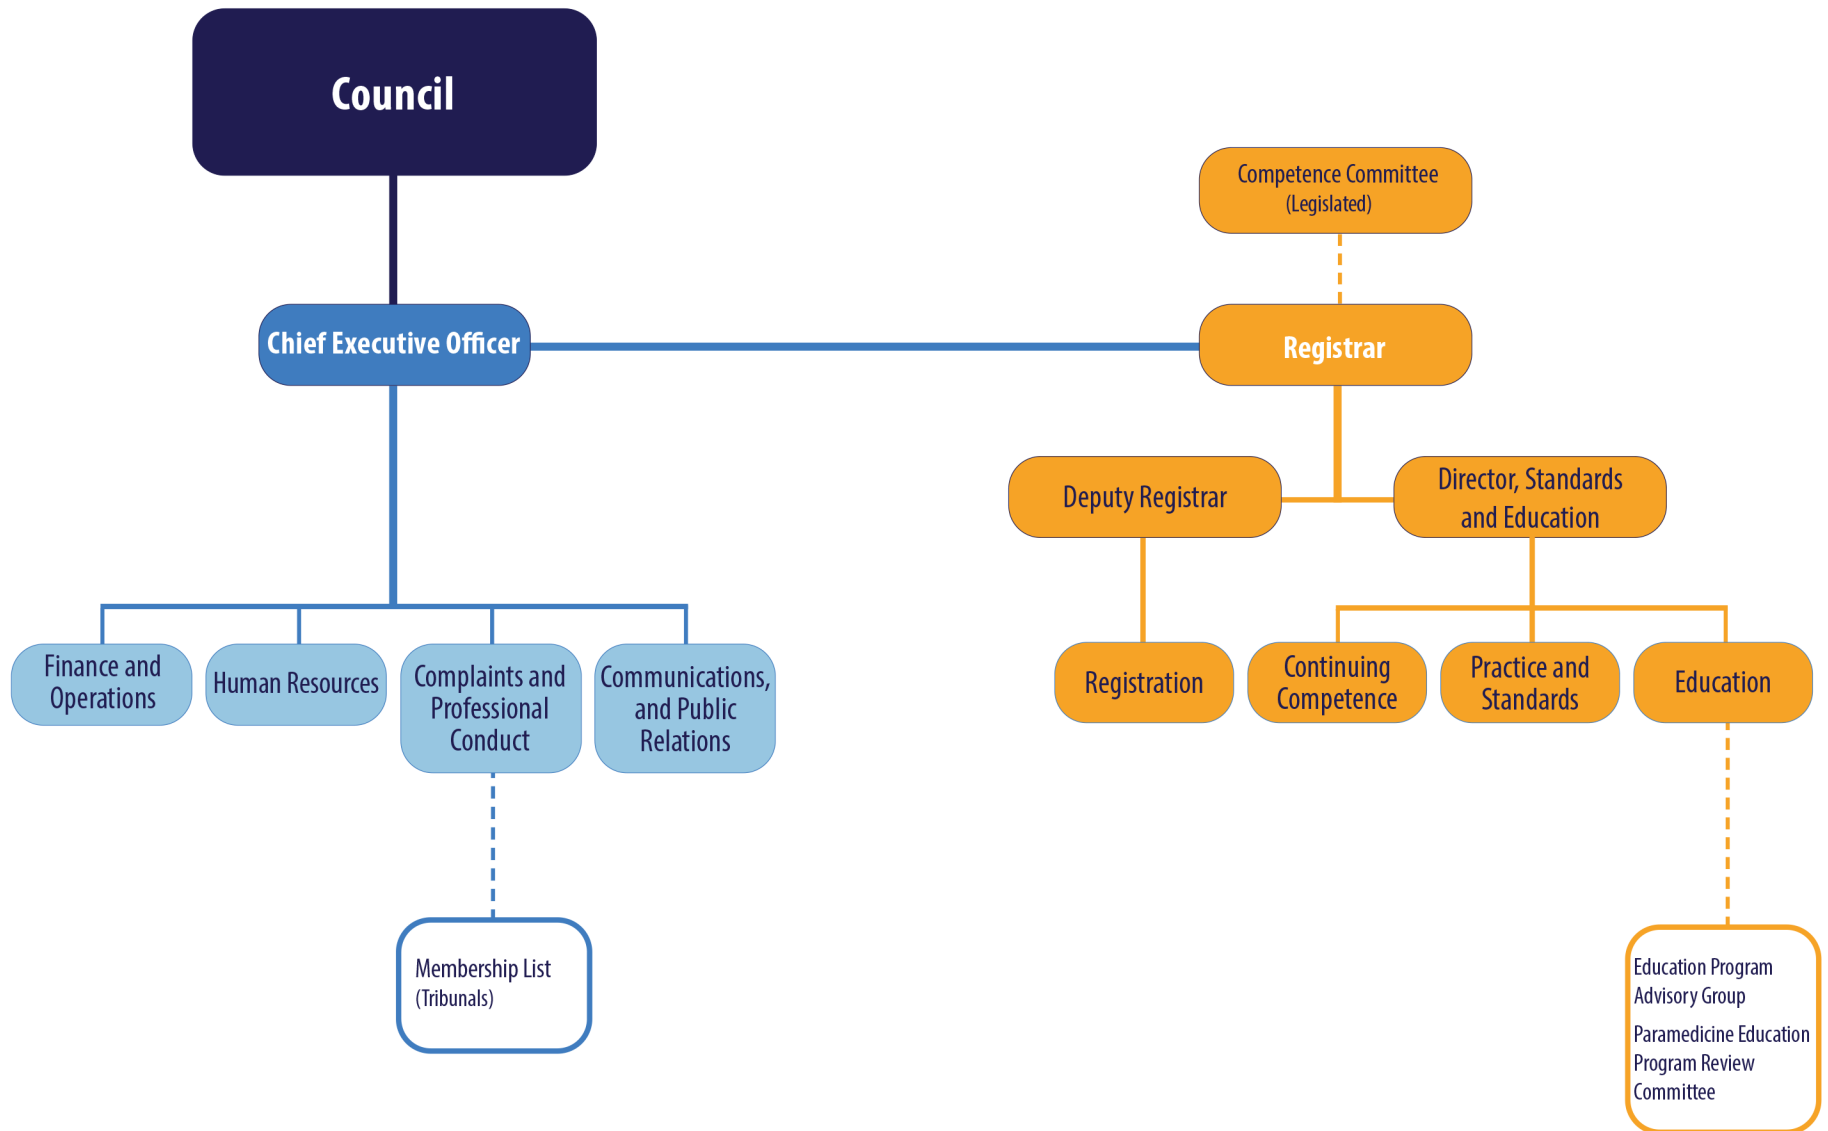 Council
Competence Committee
(Legislated)
Chief Executive Officer
Registrar
Deputy Registrar
Director, Standards
and Education
Finance and
Operations
Human Resources
Complaints and
Professional
Conduct
Communications,
and Public
Relations
Registration
Continuing
Competence
Practice and
Standards
Education
Membership List
(Tribunals)
Education Program
Advisory Group
Paramedicine Education
Program Review
Committee